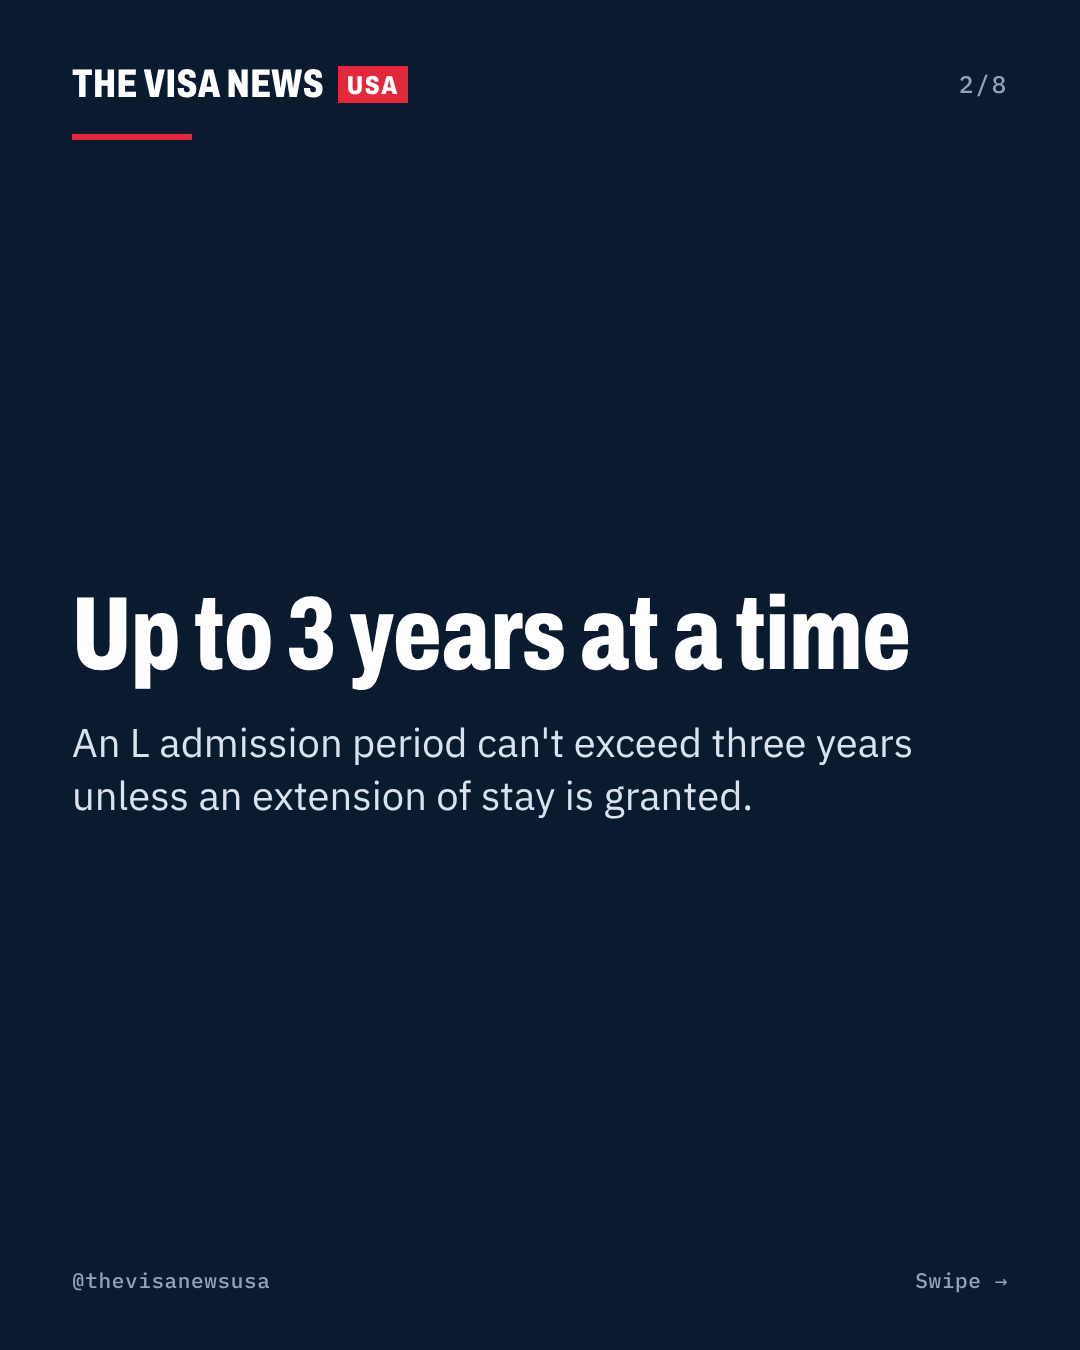 THE VISA NEWS USA
2/8
Up to 3 years at a time
An L admission period can't exceed three years
unless an extension of stay is granted.
@thevisanewsusa
Swipe →